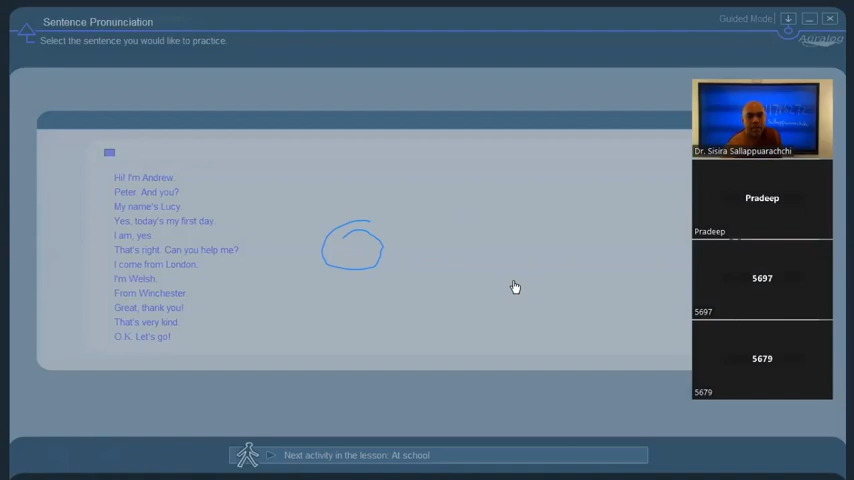 Sentence Pronunciation
Guided Mode
Select the sentence you would like to practice.
Auralog
Hi! I'm Andrew.
Peter. And you?
My name's Lucy.
Yes, today's my first day.
I am, yes.
That's right. Can you help me?
I come from London.
I'm Welsh.
From Winchester.
Great, thank you!
That's very kind.
O.K. Let's go!
Dr. Sisira Sallappuarachchi
Pradeep
Pradeep
5697
5697
5679
5679
Next activity in the lesson: At school